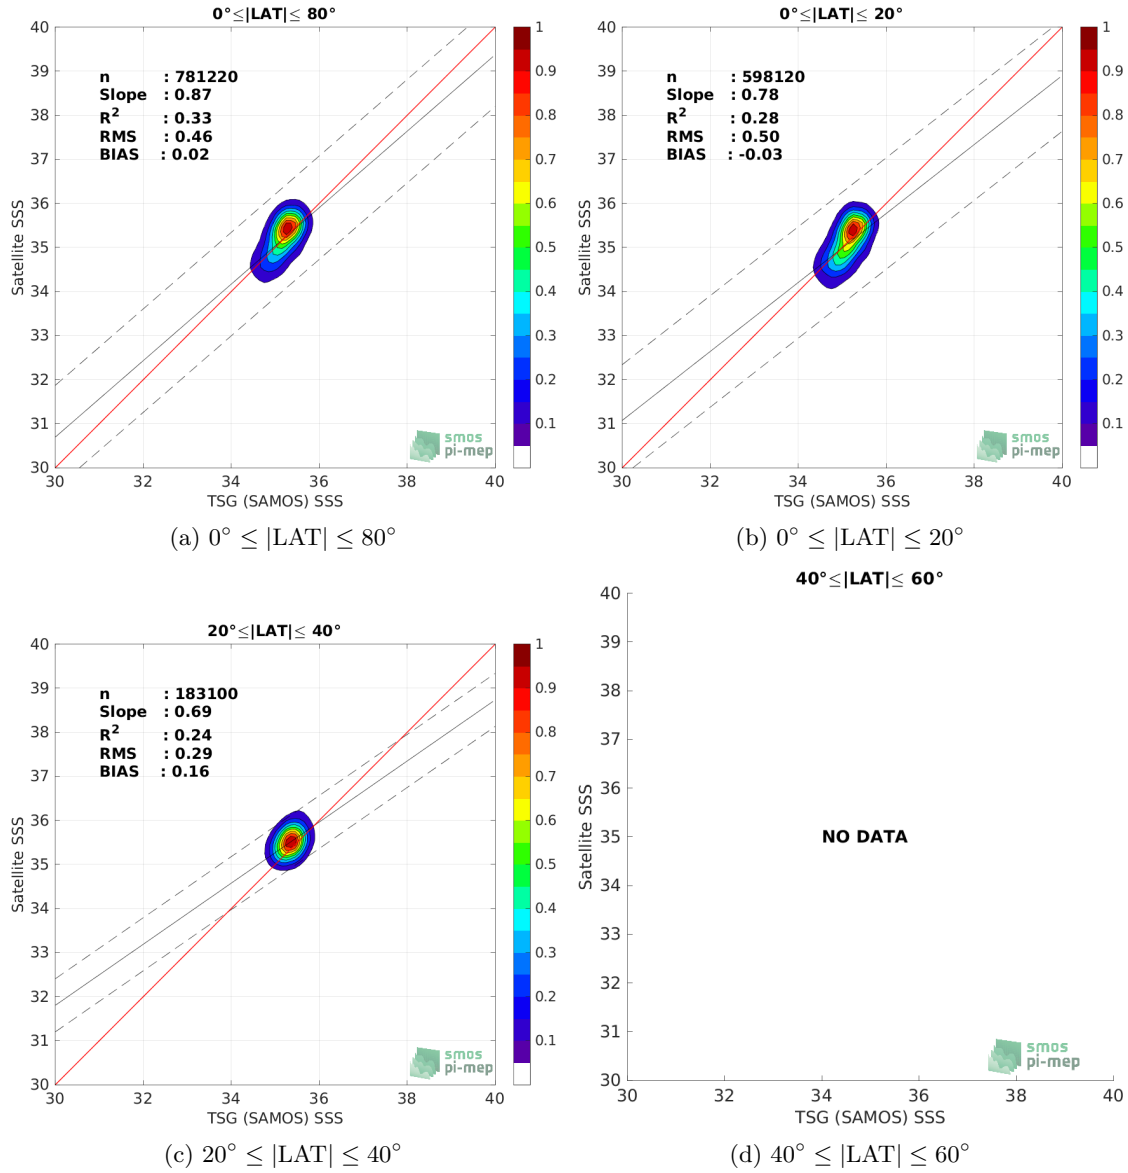 0°≤|LAT|≤ 80°
40
39
38
37
36
35
34
33
32
31
30
Satellite SSS
n : 781220
Slope : 0.87
R² : 0.33
RMS : 0.46
BIAS : 0.02
smos
pi-mep
30 32 34 36 38 40
TSG (SAMOS) SSS
1
0.9
0.8
0.7
0.6
0.5
0.4
0.3
0.2
0.1
(a) 0° ≤ |LAT| ≤ 80°
0°≤|LAT|≤ 20°
40
39
38
37
36
35
34
33
32
31
30
Satellite SSS
n : 598120
Slope : 0.78
R² : 0.28
RMS : 0.50
BIAS : -0.03
smos
pi-mep
30 32 34 36 38 40
TSG (SAMOS) SSS
1
0.9
0.8
0.7
0.6
0.5
0.4
0.3
0.2
0.1
(b) 0° ≤ |LAT| ≤ 20°
20°≤|LAT|≤ 40°
40
39
38
37
36
35
34
33
32
31
30
Satellite SSS
n : 183100
Slope : 0.69
R² : 0.24
RMS : 0.29
BIAS : 0.16
smos
pi-mep
30 32 34 36 38 40
TSG (SAMOS) SSS
1
0.9
0.8
0.7
0.6
0.5
0.4
0.3
0.2
0.1
(c) 20° ≤ |LAT| ≤ 40°
40°≤|LAT|≤ 60°
40
39
38
37
36
35
34
33
32
31
30
Satellite SSS
NO DATA
smos
pi-mep
30 32 34 36 38 40
TSG (SAMOS) SSS
(d) 40° ≤ |LAT| ≤ 60°